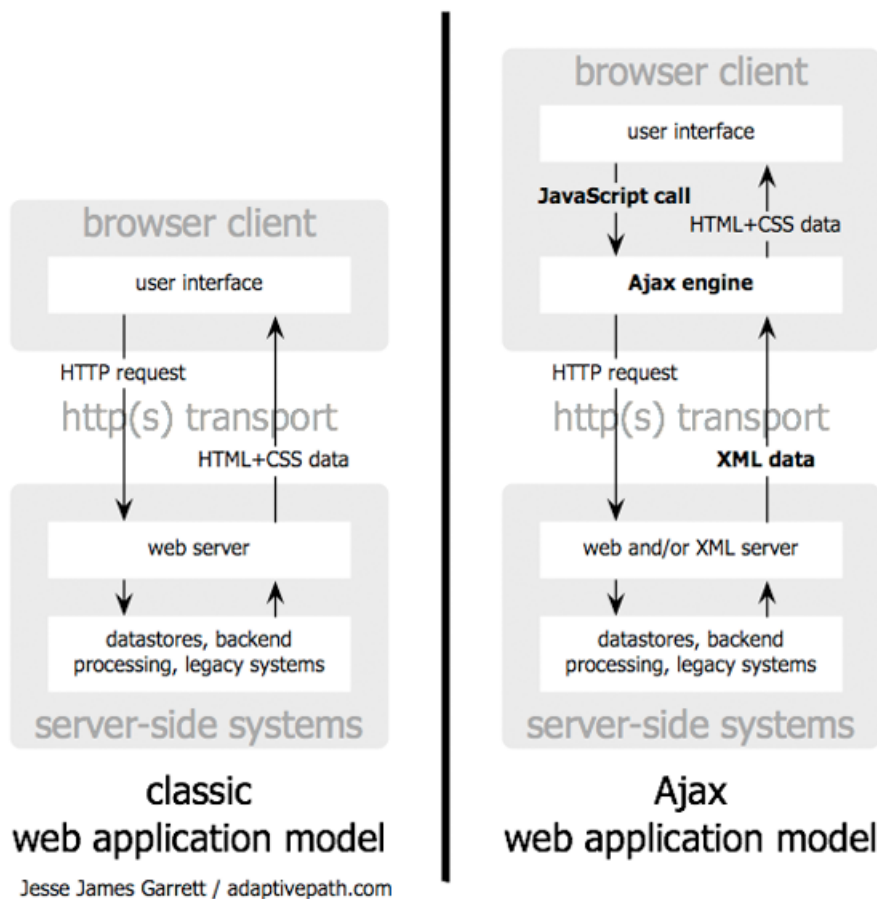 browser client
user interface
HTTP request
http(s) transport
HTML+CSS data
web server
datastores, backend
processing, legacy systems
server-side systems
classic
web application model
Jesse James Garrett / adaptivepath.com
browser client
user interface
JavaScript call
HTML+CSS data
Ajax engine
HTTP request
http(s) transport
XML data
web and/or XML server
datastores, backend
processing, legacy systems
server-side systems
Ajax
web application model